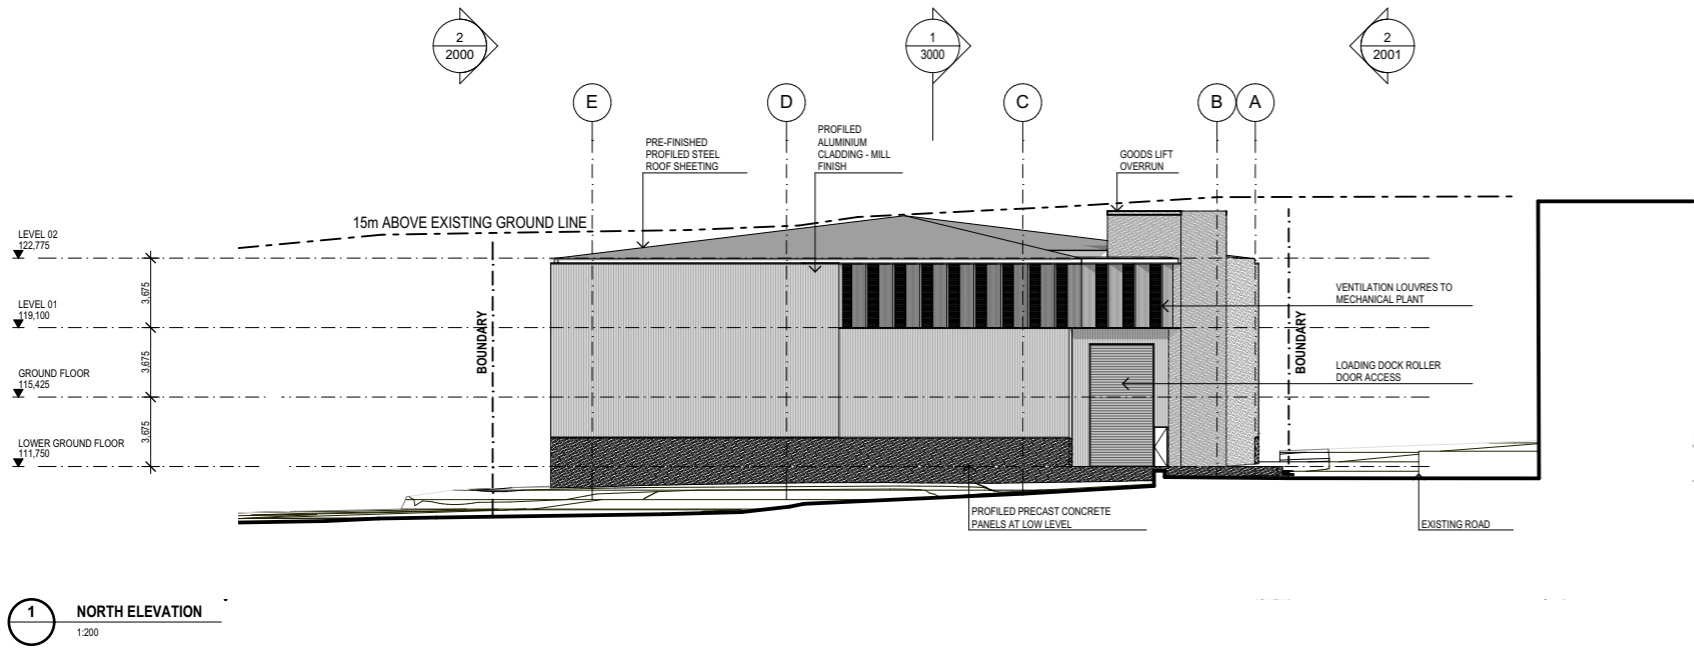 2
2000
1
3000
2
2001
E
D
C
B
A
PRE-FINISHED
PROFILED STEEL
ROOF SHEETING
PROFILED
ALUMINIUM
CLADDING - MILL
FINISH
GOODS LIFT
OVERRUN
15m ABOVE EXISTING GROUND LINE
LEVEL 02
122,775
3,675
LEVEL 01
119,100
3,675
GROUND FLOOR
115,425
3,675
LOWER GROUND FLOOR
111,750
BOUNDARY
BOUNDARY
VENTILATION LOUVRES TO
MECHANICAL PLANT
LOADING DOCK ROLLER
DOOR ACCESS
PROFILED PRECAST CONCRETE
PANELS AT LOW LEVEL
EXISTING ROAD
1
NORTH ELEVATION
1:200